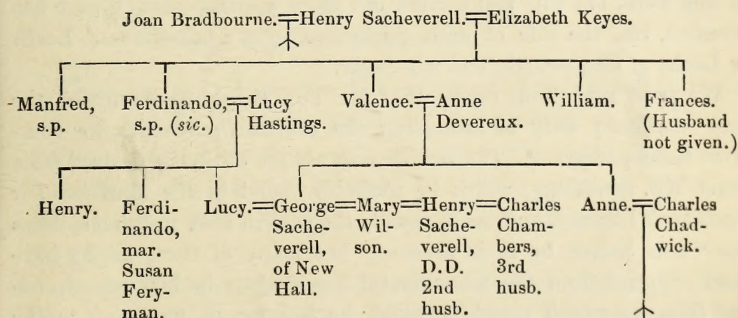 Joan Bradbourne.=Henry Sacheverell.=Elizabeth Keyes.
Manfred, Ferdinando,=Lucy Valence.=Anne William. Frances.
s.p. s.p. (sic.) Hastings. Devereux. (Husband
not given.)
Henry. Ferdi- Lucy.=George=Mary=Henry=Charles Anne.=Charles
nando, Sache- Wil- Sache- Cham- Chad-
mar. verell, son. verell, bers, wick.
Susan of New D.D. 3rd
Fery- Hall. 2nd husb.
man. husb.